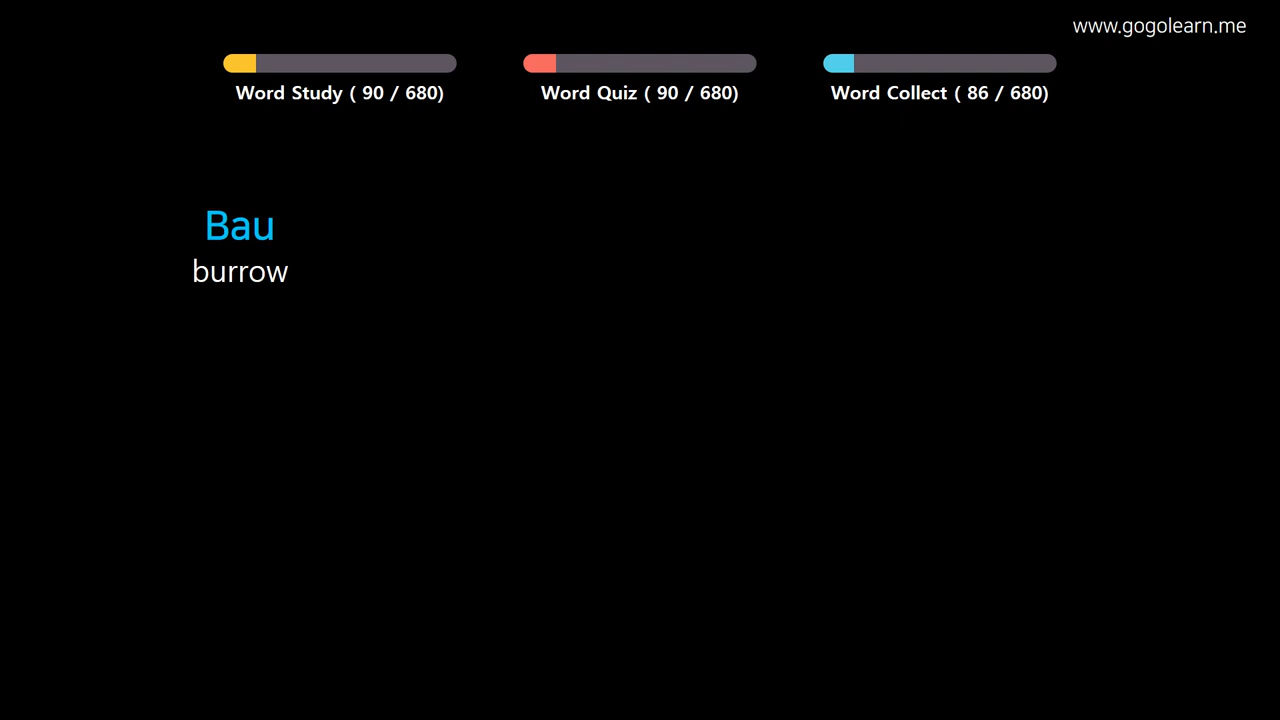 www.gogolearn.me
Word Study ( 90 / 680)
Word Quiz ( 90 / 680)
Word Collect ( 86 / 680)
Bau
burrow